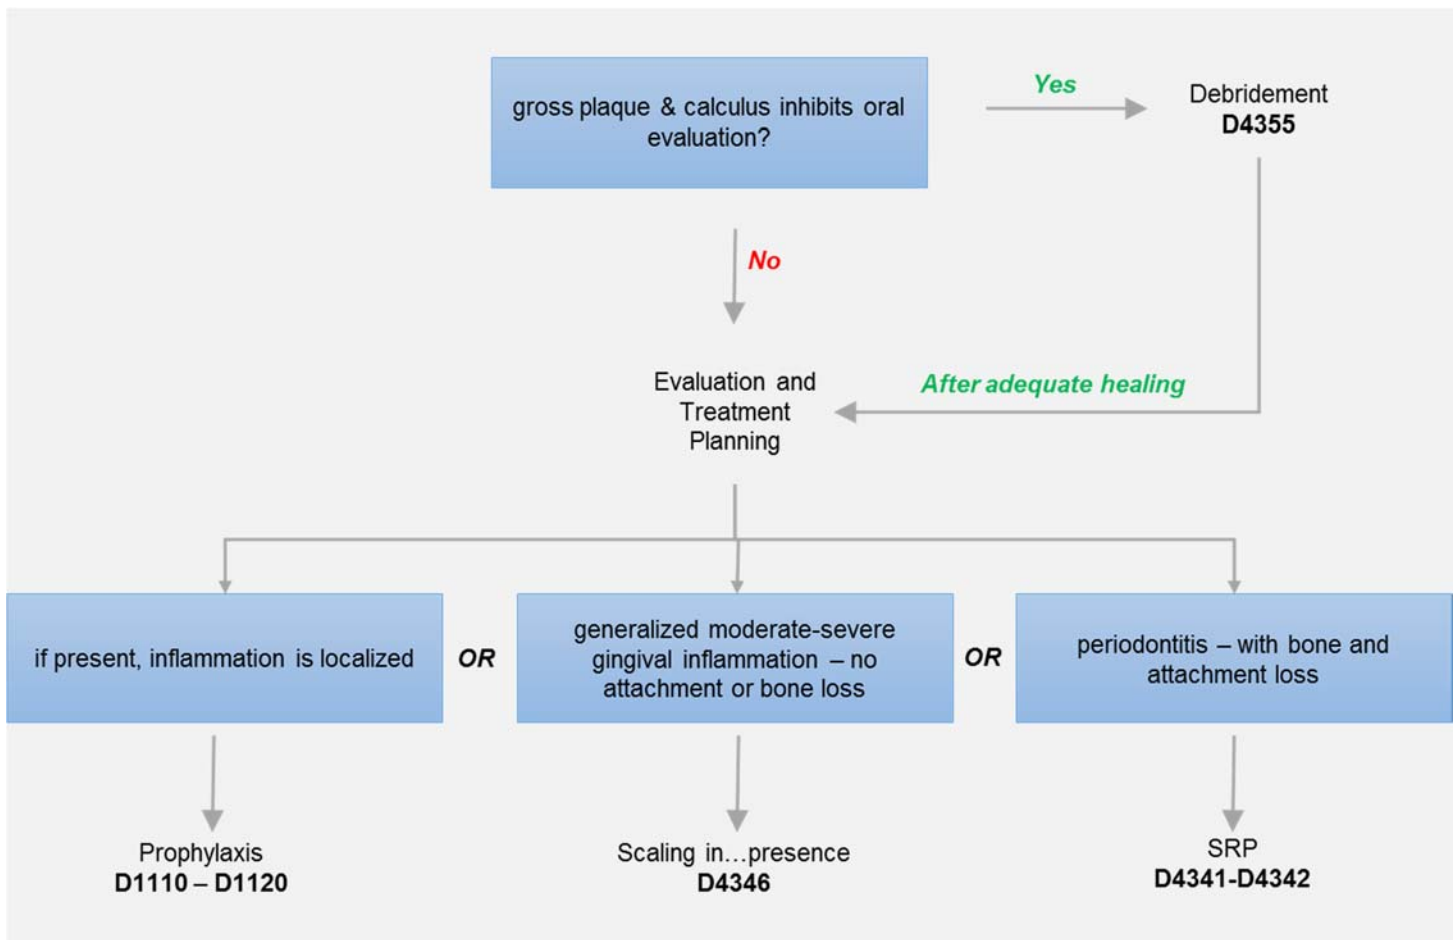 gross plaque & calculus inhibits oral
evaluation?
Yes
Debridement
D4355
No
Evaluation and
Treatment
Planning
After adequate healing
if present, inflammation is localized
OR
generalized moderate-severe
gingival inflammation – no
attachment or bone loss
OR
periodontitis – with bone and
attachment loss
Prophylaxis
D1110 – D1120
Scaling in…presence
D4346
SRP
D4341-D4342